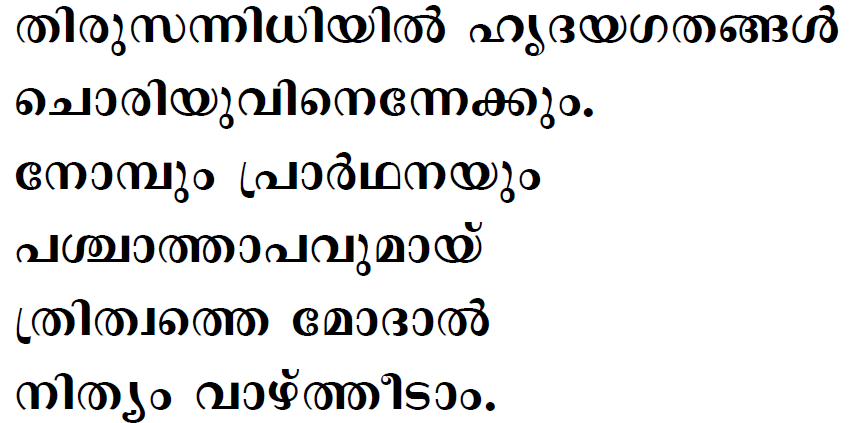 തിരുസന്നിധിയിൽ ഹൃദയഗതങ്ങൾ
ചൊരിയുവിനെന്നേക്കും.
നോമ്പും പ്രാർഥനയും
പശ്ചാത്താപവുമായ്
ത്രിത്വത്തെ മോദാൽ
നിത്യം വാഴ്ത്തീടാം.